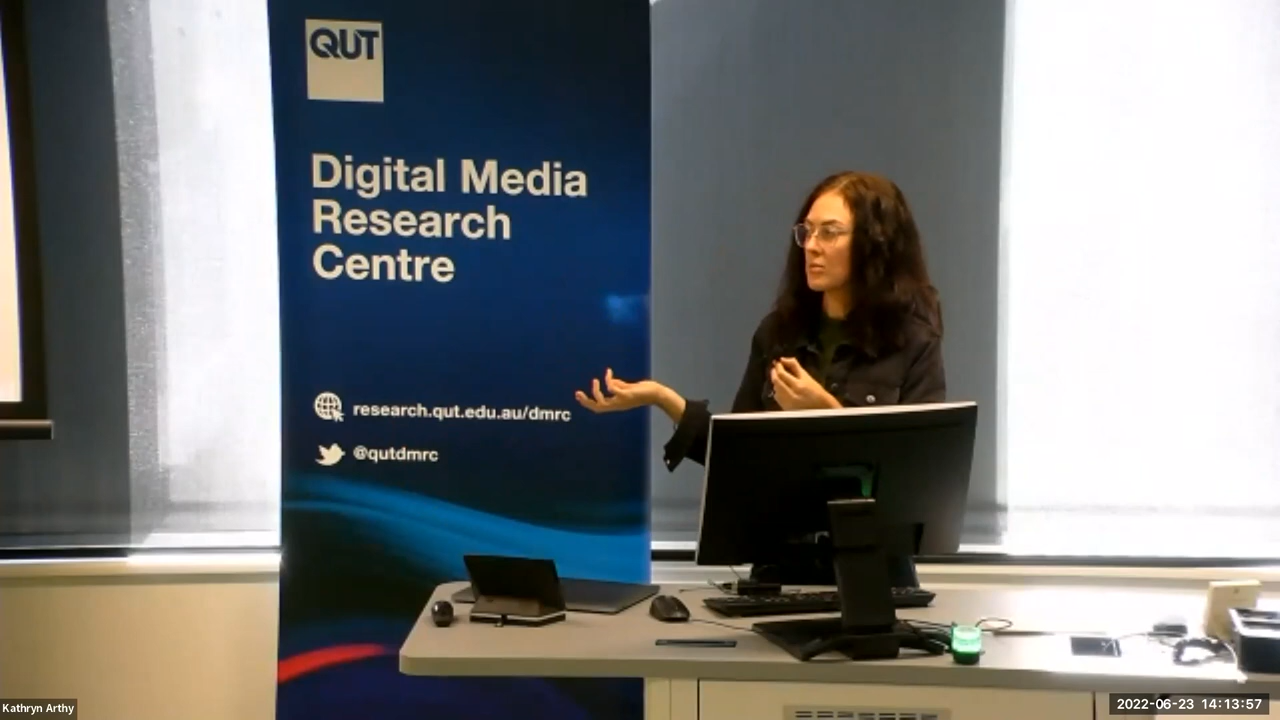 QUT
Digital Media
Research
Centre
research.qut.edu.au/dmrc
@qutdmrc
Kathryn Arthy
2022-06-23 14:13:57